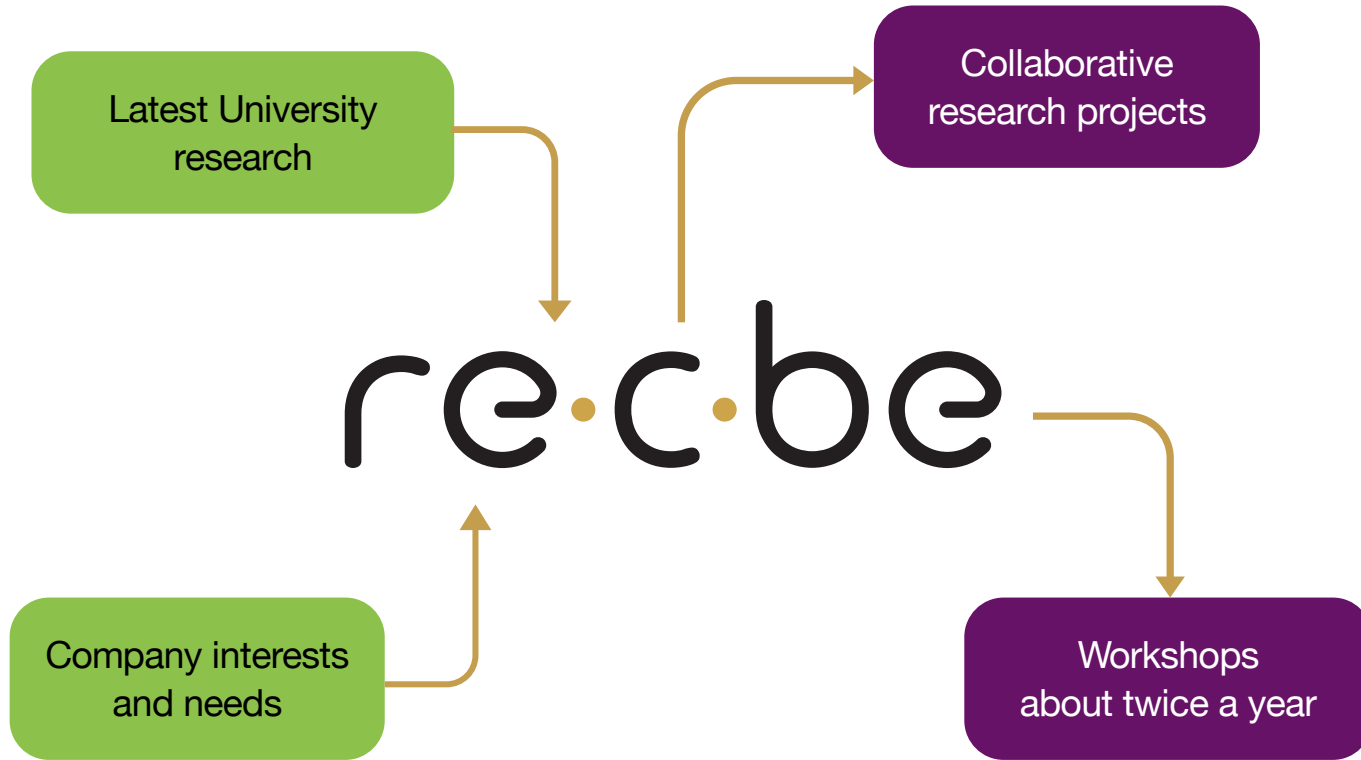 Latest University
research
Collaborative
research projects
re·c·be
Company interests
and needs
Workshops
about twice a year